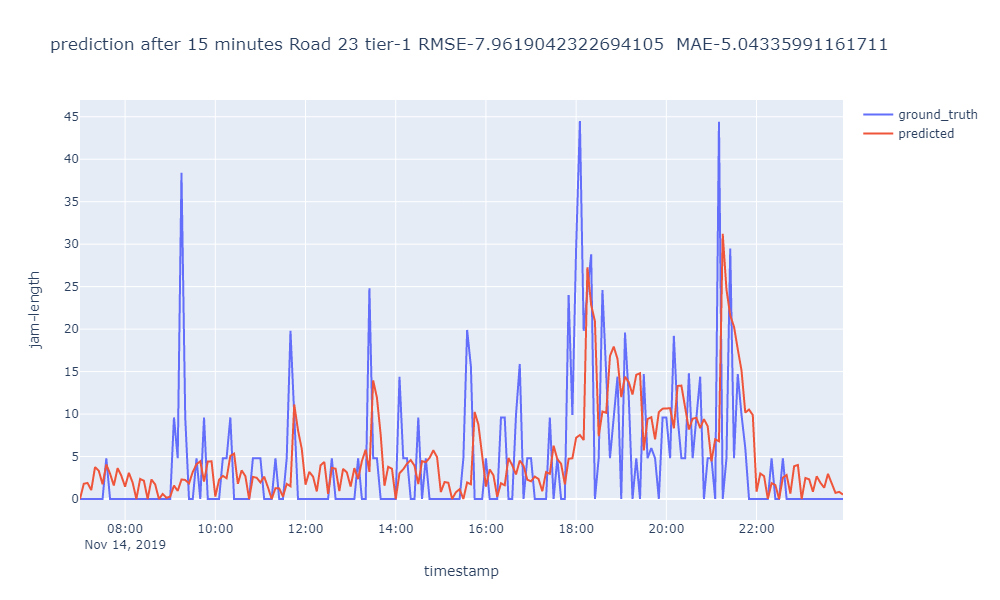 prediction after 15 minutes Road 23 tier-1 RMSE-7.9619042322694105  MAE-5.04335991161711
ground_truth
predicted
45
40
35
30
25
20
15
10
5
0
jam-length
08:00 10:00 12:00 14:00 16:00 18:00 20:00 22:00
Nov 14, 2019
timestamp